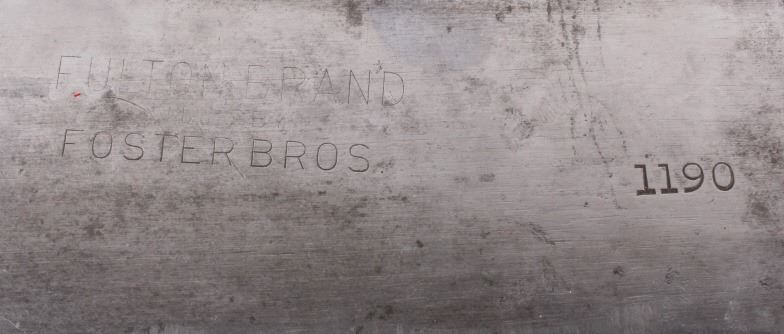 FULTON BRAND
FOSTER BROS
1190